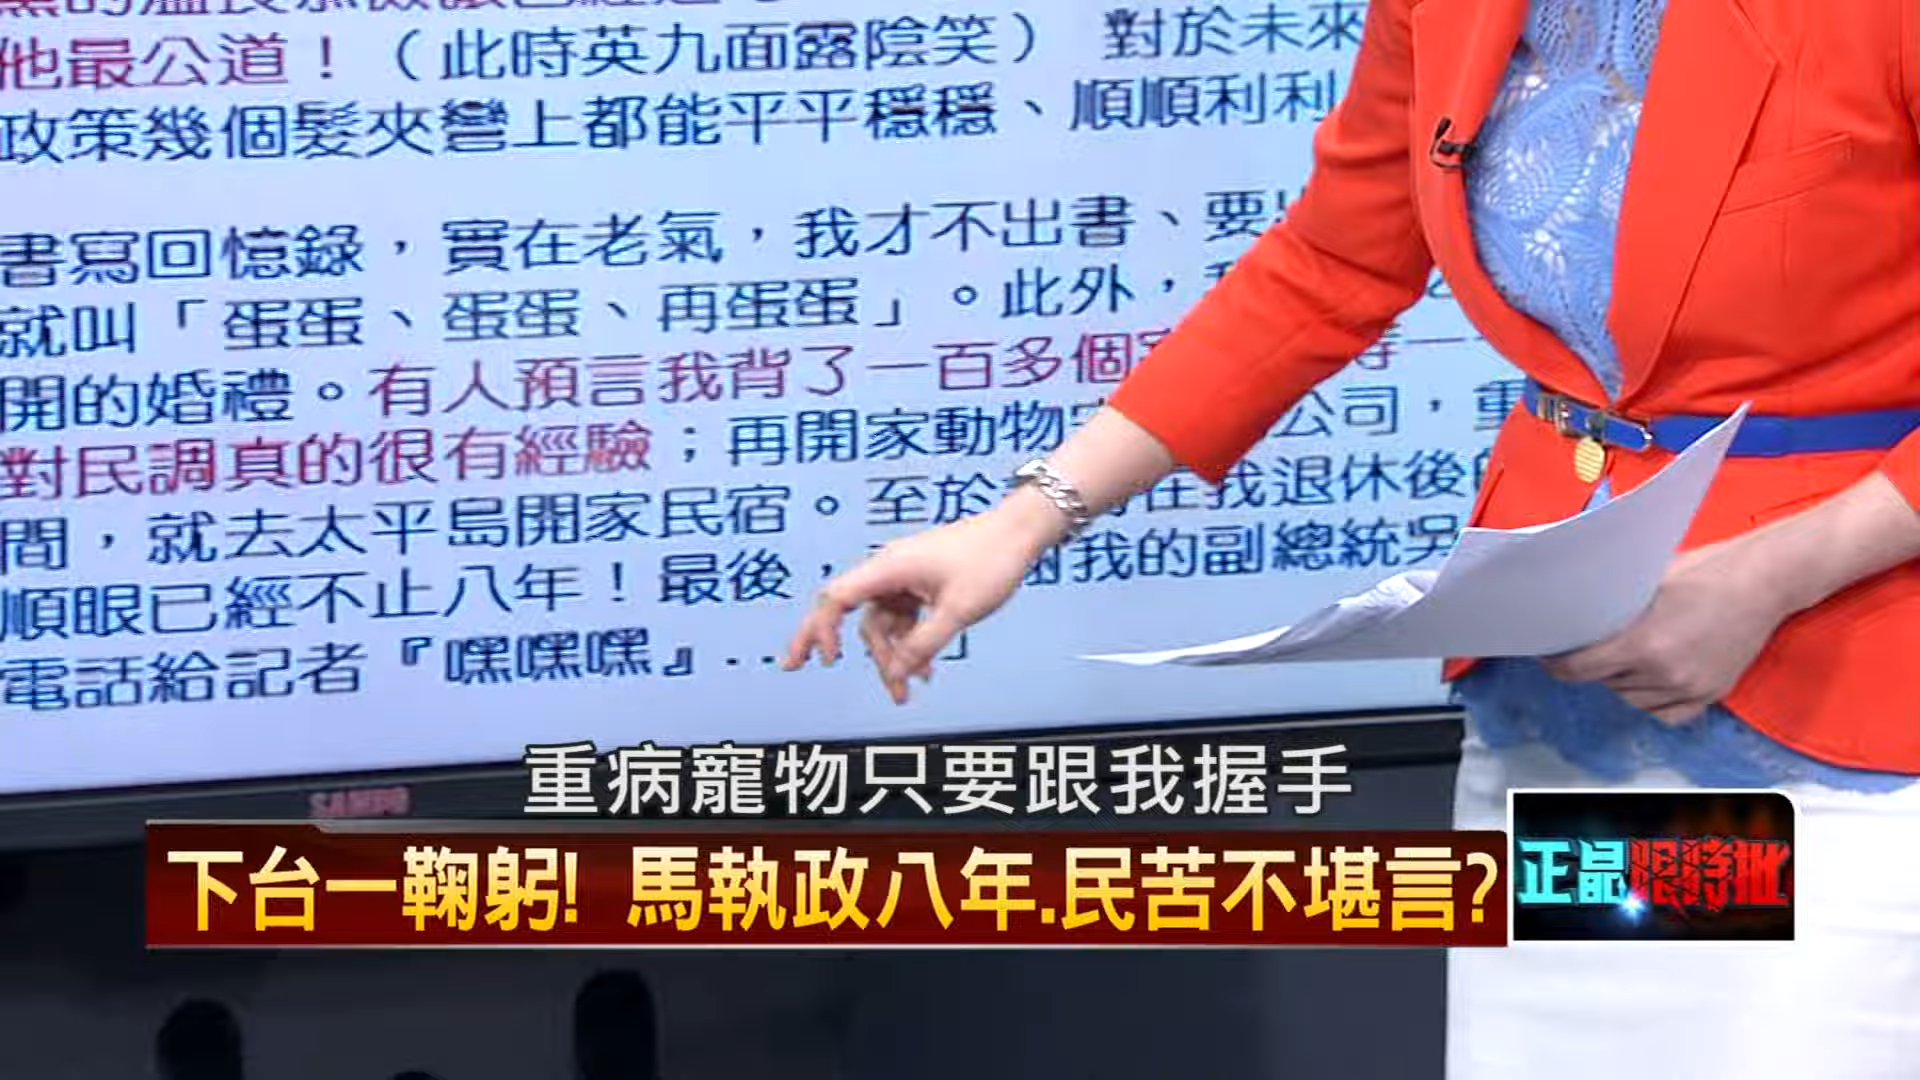 他最公道！（此時英九面露陰笑） 對於未來
政策幾個髮夾彎上都能平平穩穩、順順利利
書寫回憶錄，實在老氣，我才不出書、要
就叫「蛋蛋、蛋蛋、再蛋蛋」。此外，
開的婚禮。有人預言我背了一百多個
對民調真的很有經驗；再開家動物 公司，重
問，就去太平島開家民宿。至於 在我退休後
順眼已經不止八年！最後， 我的副總統吳
電話給記者『嘿嘿嘿』 」
SAMPO
重病寵物只要跟我握手
下台一鞠躬! 馬執政八年.民苦不堪言?
正晶限時批